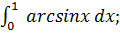 ∫₀¹ arcsinx dx;